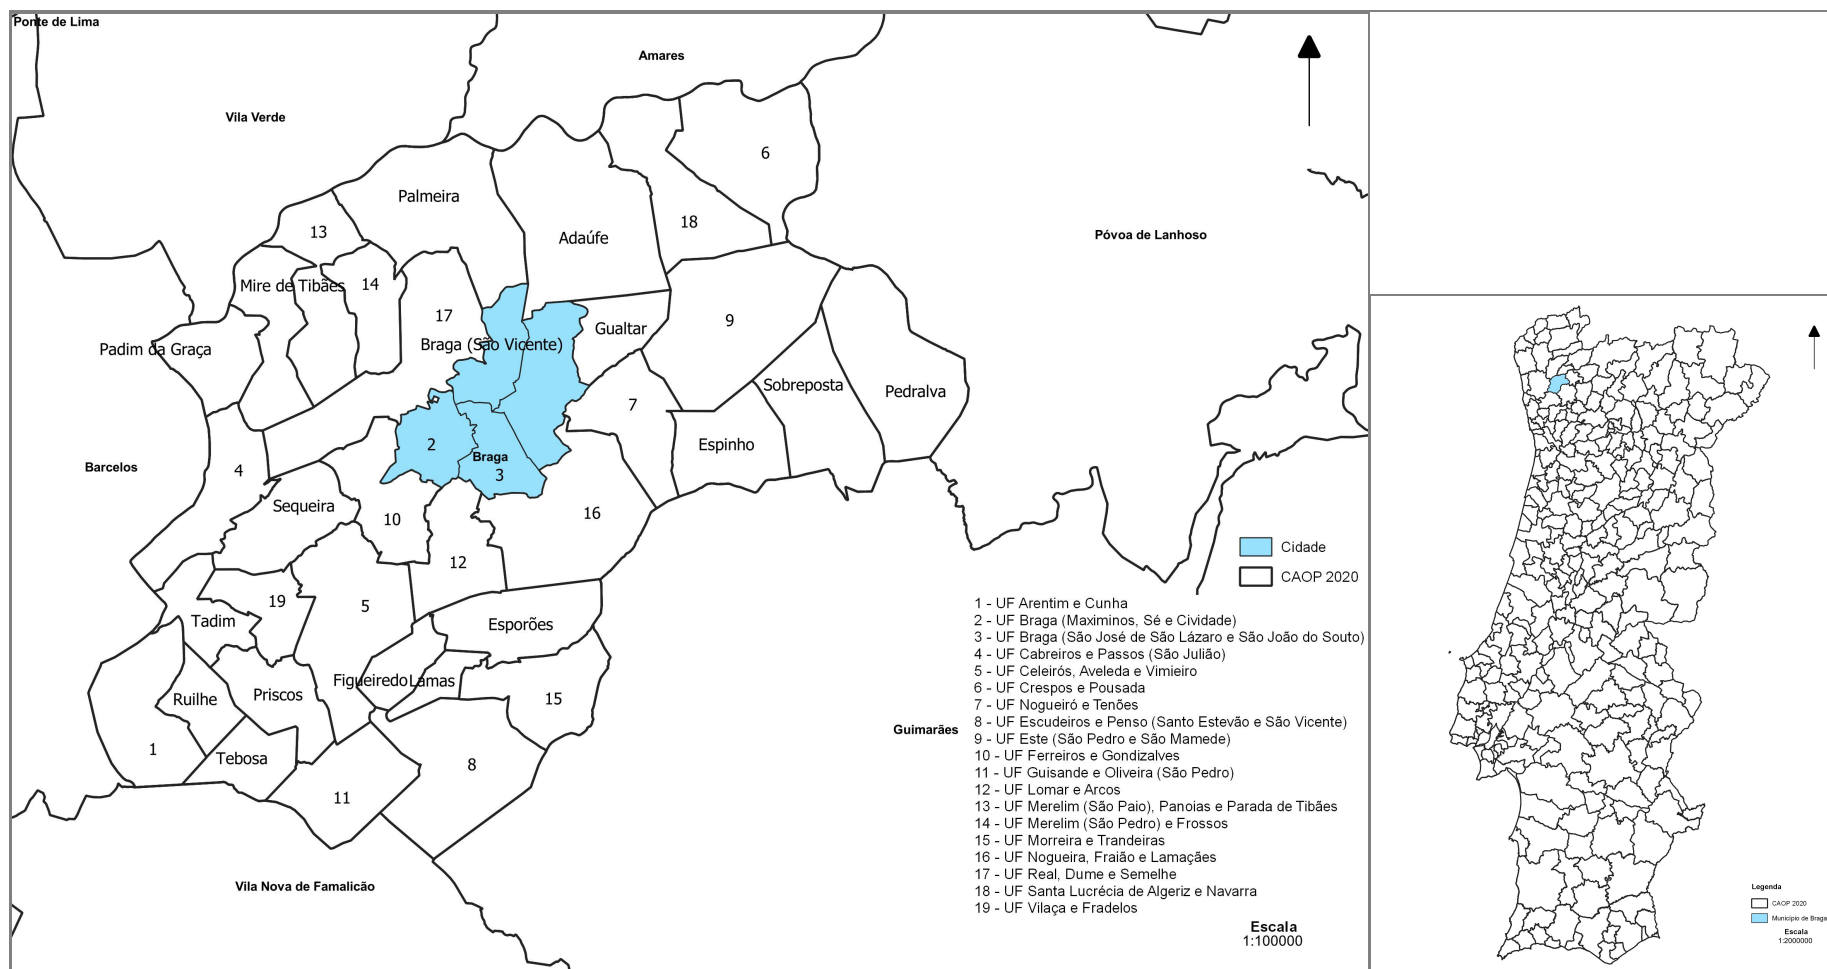 Ponte de Lima
Amares
Vila Verde
6
Palmeira
18
13
Adaúfe
Póvoa de Lanhoso
Mire de Tibães
14
17
9
Gualtar
Braga (São Vicente)
Padim da Graça
Sobreposta
Pedralva
7
2
Espinho
Braga
Barcelos
4
3
Sequeira
10
16
Cidade
12
CAOP 2020
19
5
Tadim
Esporões
1 - UF Arentim e Cunha
2 - UF Braga (Maximinos, Sé e Cividade)
3 - UF Braga (São José de São Lázaro e São João do Souto)
4 - UF Cabreiros e Passos (São Julião)
5 - UF Celeirós, Aveleda e Vimieiro
6 - UF Crespos e Pousada
7 - UF Nogueiró e Tenões
8 - UF Escudeiros e Penso (Santo Estevão e São Vicente)
9 - UF Este (São Pedro e São Mamede)
10 - UF Ferreiros e Gondizalves
11 - UF Guisande e Oliveira (São Pedro)
12 - UF Lomar e Arcos
13 - UF Merelim (São Paio), Panoias e Parada de Tibães
14 - UF Merelim (São Pedro) e Frossos
15 - UF Morreira e Trandeiras
16 - UF Nogueira, Fraião e Lamaçães
17 - UF Real, Dume e Semelhe
18 - UF Santa Lucrécia de Algeriz e Navarra
19 - UF Vilaça e Fradelos
Figueiredo
Lamas
Ruilhe
Priscos
15
Guimarães
1
Tebosa
8
11
Vila Nova de Famalicão
Escala
1:100000
Legenda
CAOP 2020
Município de Braga
Escala
1:2000000